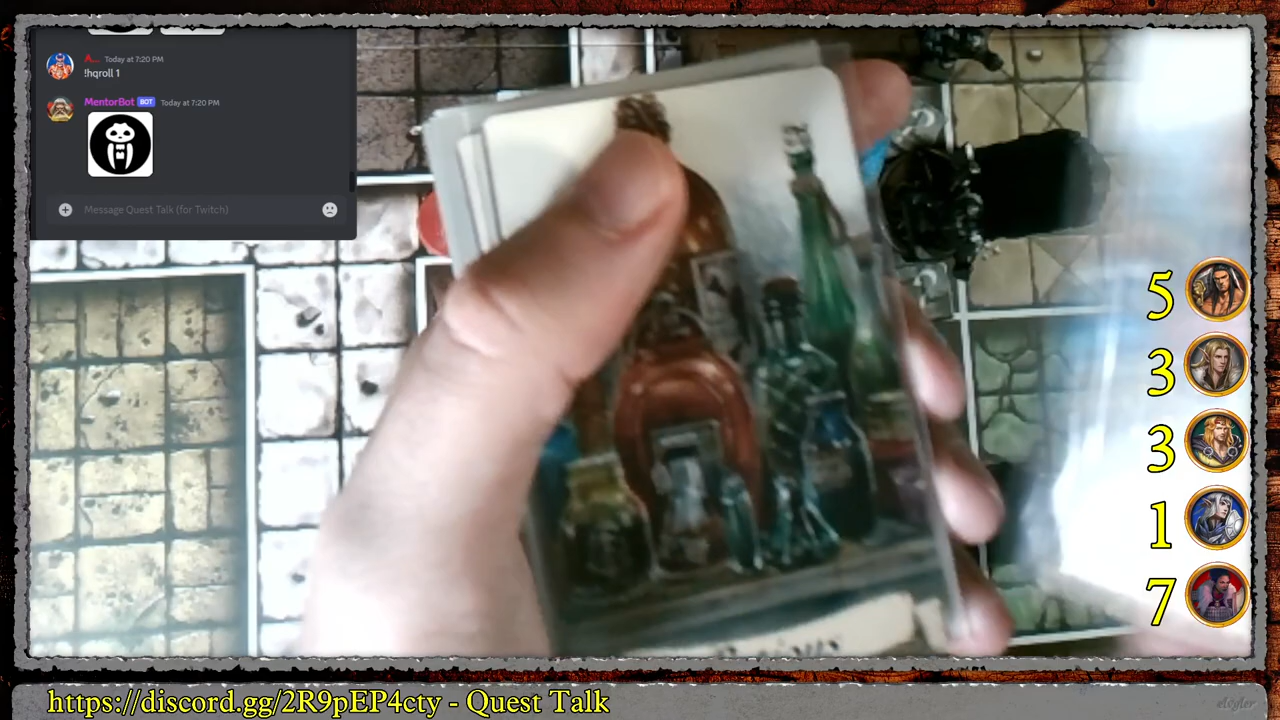 A... Today at 7:20 PM
!hqroll 1
MentorBot BOT Today at 7:20 PM
Message Quest Talk (for Twitch)
5
3
3
1
7
https://discord.gg/2R9pEP4cty - Quest Talk